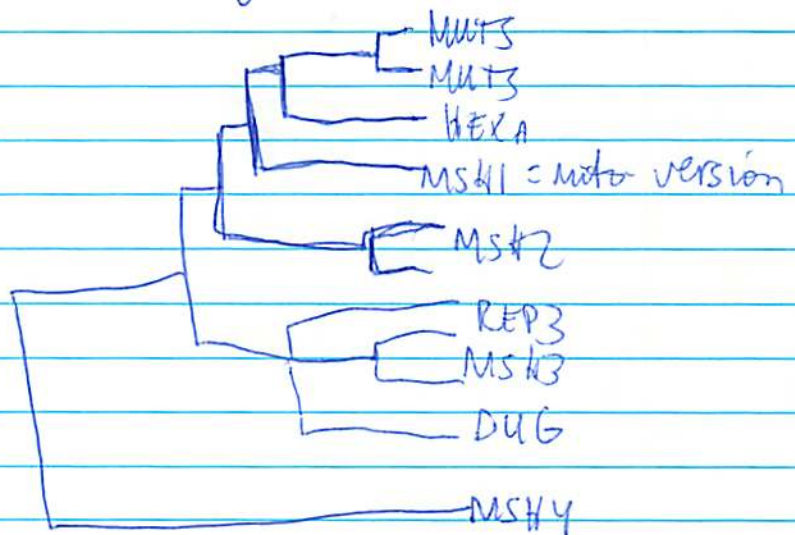 MUTS
MUTS
HEXA
MSH1 = mito version
MSH2
REP3
MSH3
DUG
MSH4